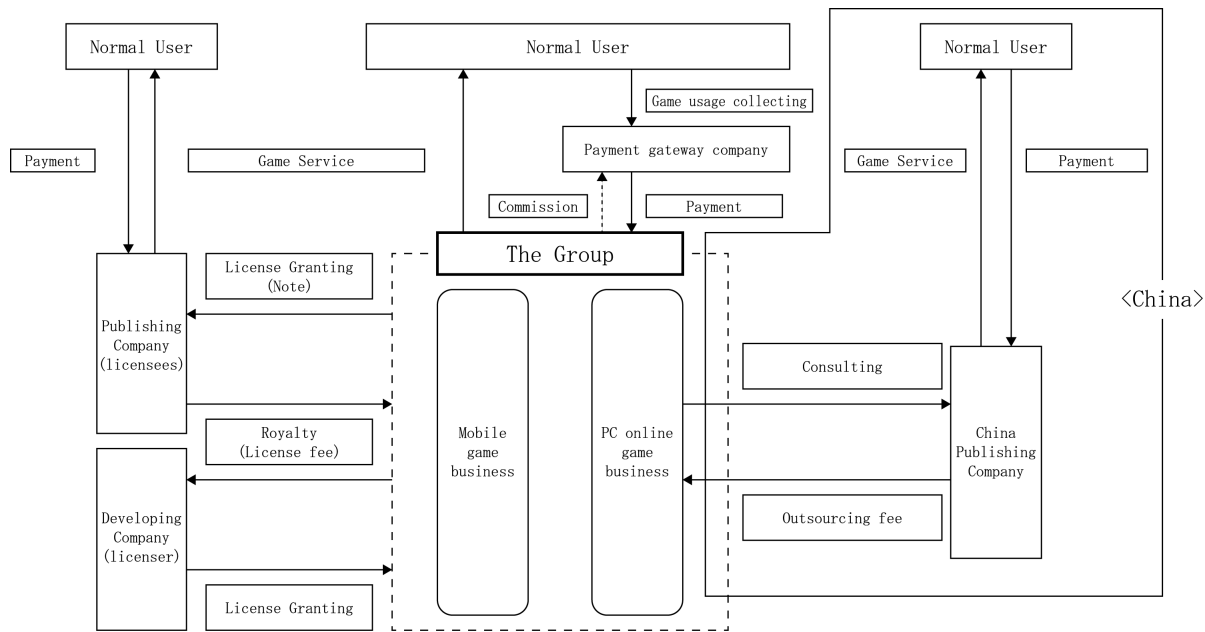 Normal User
Normal User
Normal User
Game usage collecting
Payment gateway company
Payment
Game Service
Game Service
Payment
Commission
Payment
The Group
License Granting
(Note)
<China>
Publishing
Company
(licensees)
Consulting
Royalty
(License fee)
Mobile
game
business
PC online
game
business
China
Publishing
Company
Developing
Company
(licenser)
Outsourcing fee
License Granting